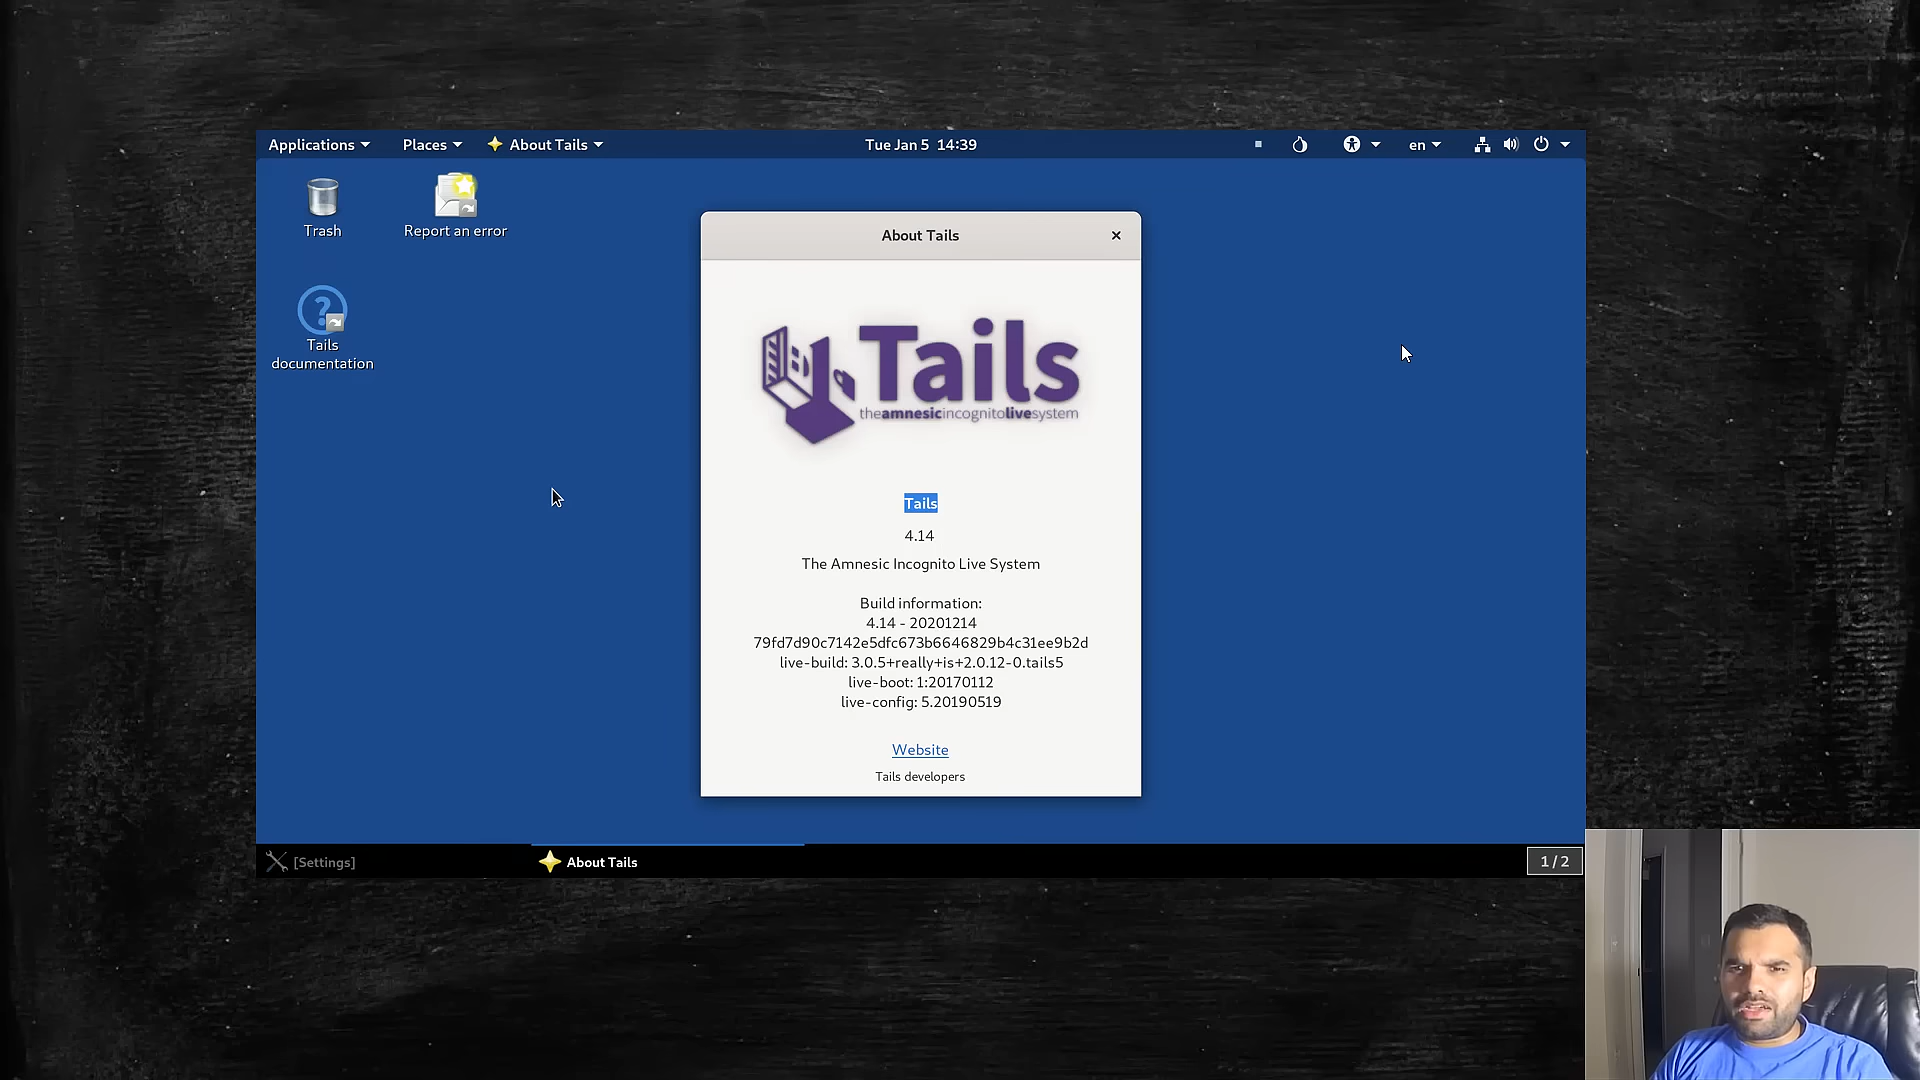 Applications
Places
About Tails
Tue Jan 5 14:39
en
Trash
Report an error
Tails
documentation
About Tails
Tails
theamnesicincognitolivesystem
Tails
4.14
The Amnesic Incognito Live System
Build information:
4.14 - 20201214
79fd7d90c7142e5dfc673b6646829b4c31ee9b2d
live-build: 3.0.5+really+is+2.0.12-0.tails5
live-boot: 1:20170112
live-config: 5.20190519
Website
Tails developers
[Settings]
About Tails
1 / 2